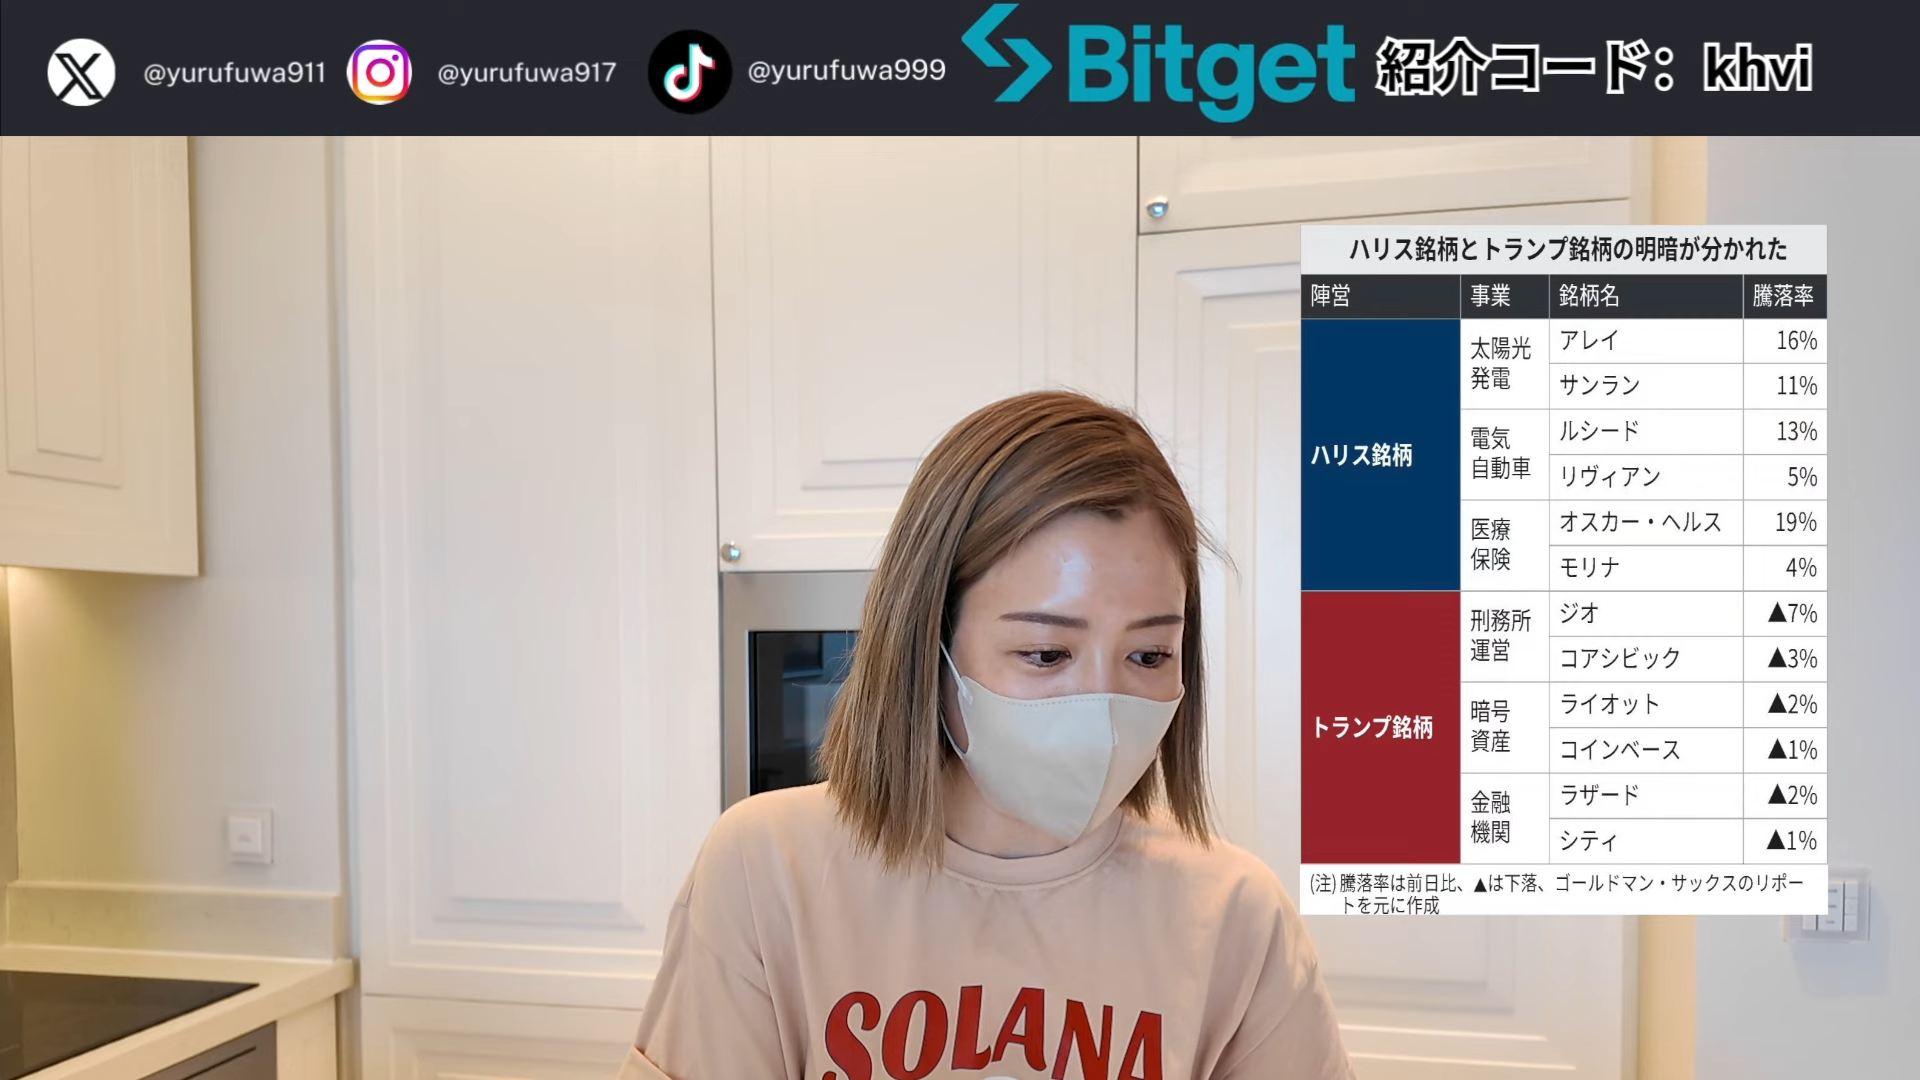 @yurufuwa911 @yurufuwa917 @yurufuwa999 Bitget 紹介コード：khvi
ハリス銘柄とトランプ銘柄の明暗が分かれた
陣営 事業 銘柄名 騰落率
ハリス銘柄
太陽光
発電
アレイ 16%
サンラン 11%
電気
自動車
ルシード 13%
リヴィアン 5%
医療
保険
オスカー・ヘルス 19%
モリナ 4%
トランプ銘柄
刑務所
運営
ジオ ▲7%
コアシビック ▲3%
暗号
資産
ライオット ▲2%
コインベース ▲1%
金融
機関
ラザード ▲2%
シティ ▲1%
(注)騰落率は前日比、▲は下落、ゴールドマン・サックスのリポー
トを元に作成
SOLANA